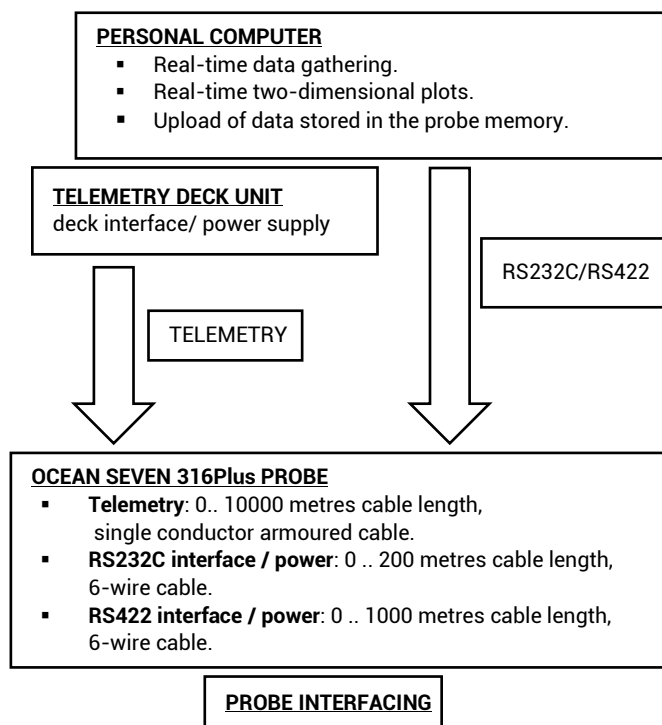 PERSONAL COMPUTER
▪ Real-time data gathering.
▪ Real-time two-dimensional plots.
▪ Upload of data stored in the probe memory.
TELEMETRY DECK UNIT
deck interface/ power supply
RS232C/RS422
TELEMETRY
OCEAN SEVEN 316Plus PROBE
▪ Telemetry: 0.. 10000 metres cable length,
single conductor armoured cable.
▪ RS232C interface / power: 0 .. 200 metres cable length,
6-wire cable.
▪ RS422 interface / power: 0 .. 1000 metres cable length,
6-wire cable.
PROBE INTERFACING